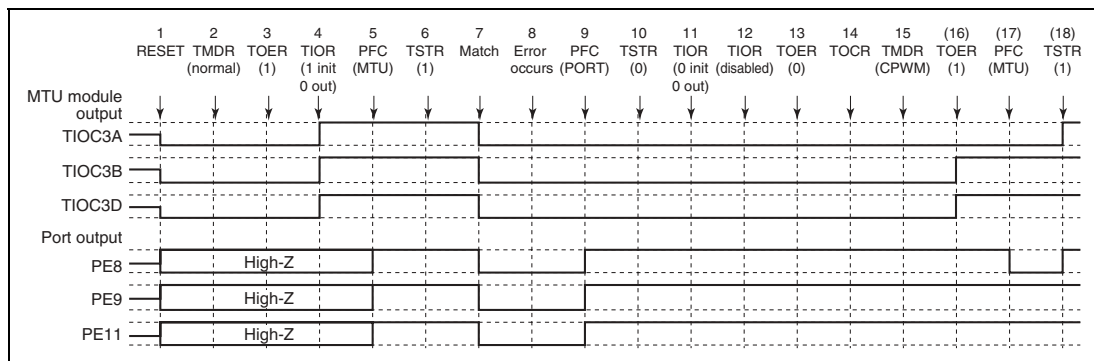 1 2 3 4 5 6 7 8 9 10 11 12 13 14 15 (16) (17) (18)
RESET TMDR TOER TIOR PFC TSTR Match Error PFC TSTR TIOR TIOR TOER TOCR TMDR TOER PFC TSTR
(normal) (1) (1 init (MTU) (1) occurs (PORT) (0) (0 init (disabled) (0) (CPWM) (1) (MTU) (1)
0 out) 0 out)
MTU module
output
TIOC3A
TIOC3B
TIOC3D
Port output
PE8 High-Z
PE9 High-Z
PE11 High-Z